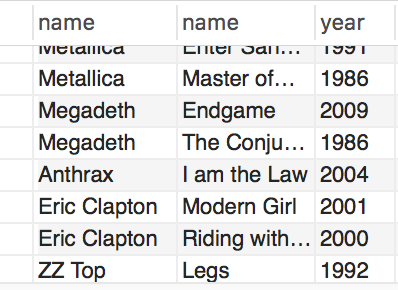 name name year
Metallica Enter San... 1991
Metallica Master of... 1986
Megadeth Endgame 2009
Megadeth The Conju... 1986
Anthrax I am the Law 2004
Eric Clapton Modern Girl 2001
Eric Clapton Riding with... 2000
ZZ Top Legs 1992